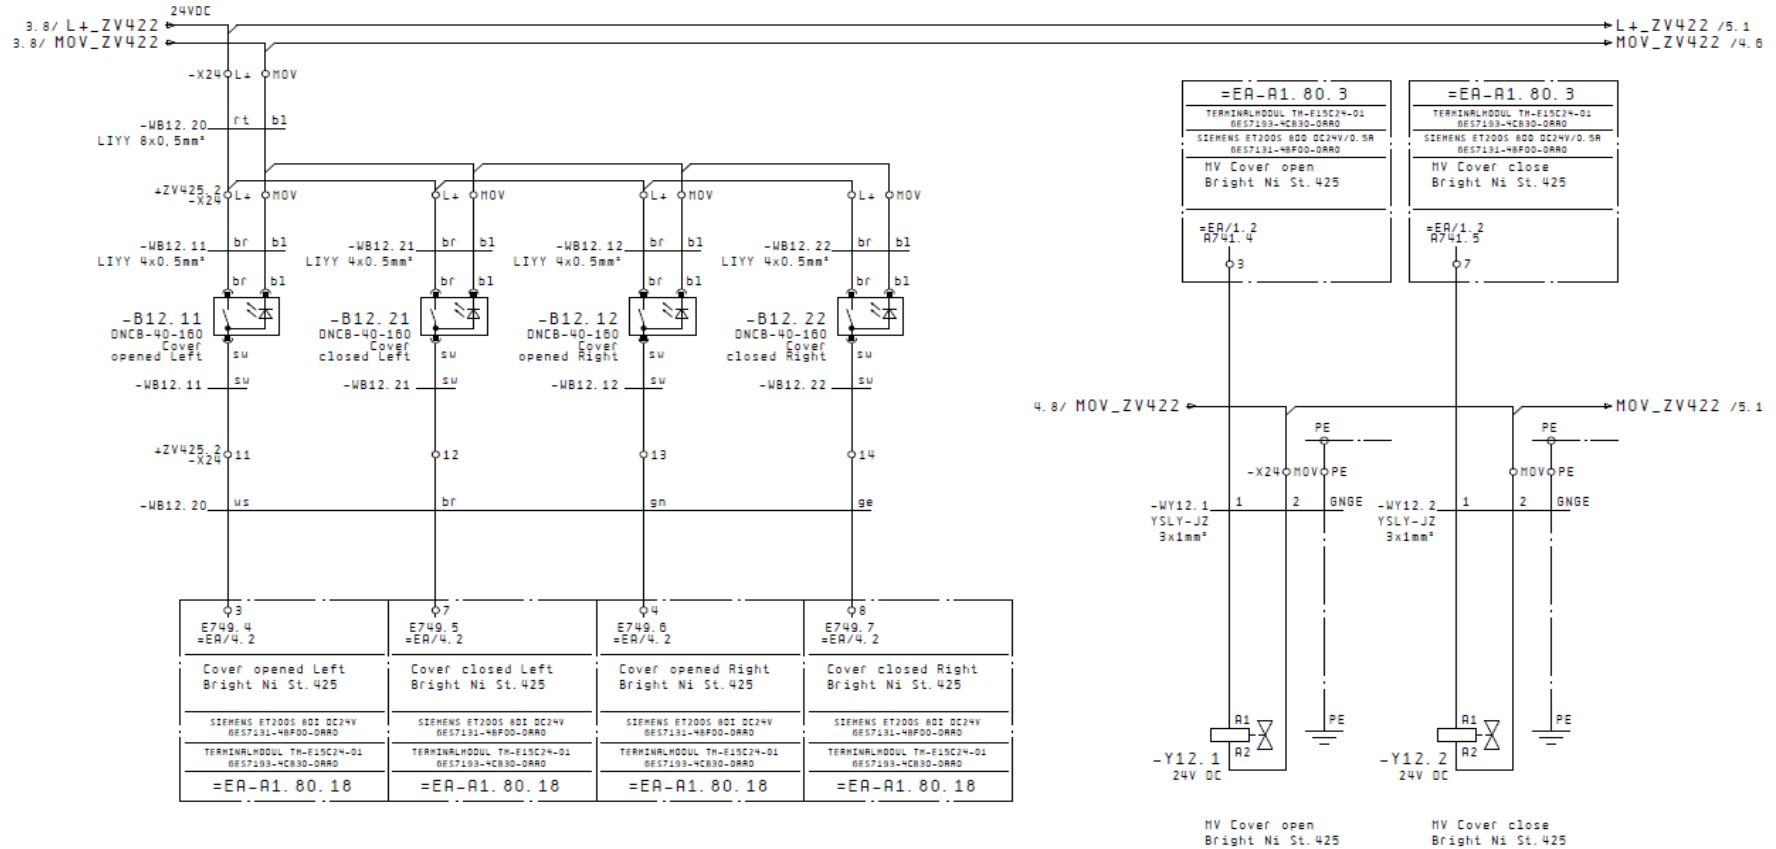 24VDC
3.8/ L+_ZV422
L+_ZV422 /5.1
3.8/ MOV_ZV422
MOV_ZV422 /4.6
-X24 L+ MOV
-WB12.20 rt bl
LIYY 8x0,5mm²
+ZV425.2
-X24 L+ MOV L+ MOV L+ MOV L+ MOV
-WB12.11 br bl
LIYY 4x0.5mm²
-WB12.21 br bl
LIYY 4x0.5mm²
-WB12.12 br bl
LIYY 4x0.5mm²
-WB12.22 br bl
LIYY 4x0.5mm²
br bl br bl br bl br bl
-B12.11
DNCB-40-160
Cover
opened Left
-B12.21
DNCB-40-160
Cover
closed Left
-B12.12
DNCB-40-160
Cover
opened Right
-B12.22
DNCB-40-160
Cover
closed Right
sw sw sw sw
-WB12.11 sw
-WB12.21 sw
-WB12.12 sw
-WB12.22 sw
+ZV425.2
-X24 11 12 13 14
-WB12.20 ws br gn ge
3
E749.4
=EA/4.2
Cover opened Left
Bright Ni St.425
SIEMENS ET200S 8DI DC24V
6ES7131-4BF00-0AA0
TERMINALMODUL TM-E15C24-01
6ES7193-4CB30-0AA0
=EA-A1.80.18
7
E749.5
=EA/4.2
Cover closed Left
Bright Ni St.425
SIEMENS ET200S 8DI DC24V
6ES7131-4BF00-0AA0
TERMINALMODUL TM-E15C24-01
6ES7193-4CB30-0AA0
=EA-A1.80.18
4
E749.6
=EA/4.2
Cover opened Right
Bright Ni St.425
SIEMENS ET200S 8DI DC24V
6ES7131-4BF00-0AA0
TERMINALMODUL TM-E15C24-01
6ES7193-4CB30-0AA0
=EA-A1.80.18
8
E749.7
=EA/4.2
Cover closed Right
Bright Ni St.425
SIEMENS ET200S 8DI DC24V
6ES7131-4BF00-0AA0
TERMINALMODUL TM-E15C24-01
6ES7193-4CB30-0AA0
=EA-A1.80.18
=EA-A1.80.3
TERMINALMODUL TM-E15C24-01
6ES7193-4CB30-0AA0
SIEMENS ET200S 8DO DC24V/0.5A
6ES7131-4BF00-0AA0
MV Cover open
Bright Ni St.425
=EA/1.2
A741.4
3
=EA-A1.80.3
TERMINALMODUL TM-E15C24-01
6ES7193-4CB30-0AA0
SIEMENS ET200S 8DO DC24V/0.5A
6ES7131-4BF00-0AA0
MV Cover close
Bright Ni St.425
=EA/1.2
A741.5
7
4.8/ MOV_ZV422
MOV_ZV422 /5.1
PE PE
-X24 MOV PE MOV PE
-WY12.1 1 2 GNGE
YSLY-JZ
3x1mm²
-WY12.2 1 2 GNGE
YSLY-JZ
3x1mm²
A1 PE
A2
-Y12.1
24V DC
A1 PE
A2
-Y12.2
24V DC
MV Cover open
Bright Ni St.425
MV Cover close
Bright Ni St.425